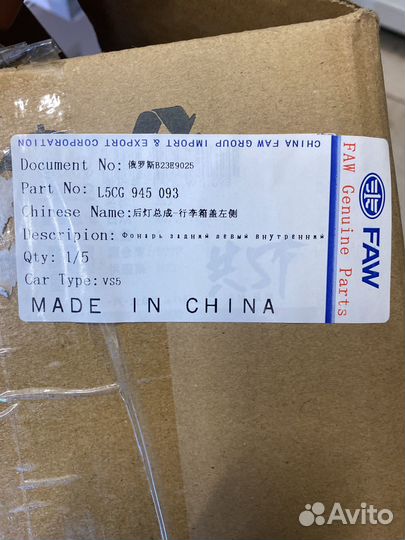 CHINA FAW GROUP IMPORT & EXPORT CORPORATION
Document No: 俄罗斯B23E9025
Part No: L5CG 945 093
Chinese Name: 后灯总成-行李箱盖左侧
Descripion: Фонарь задний левый внутренний
Qty: 1/5
Car Type: VS5
MADE IN CHINA
FAW Genuine Parts
FAW
Avito